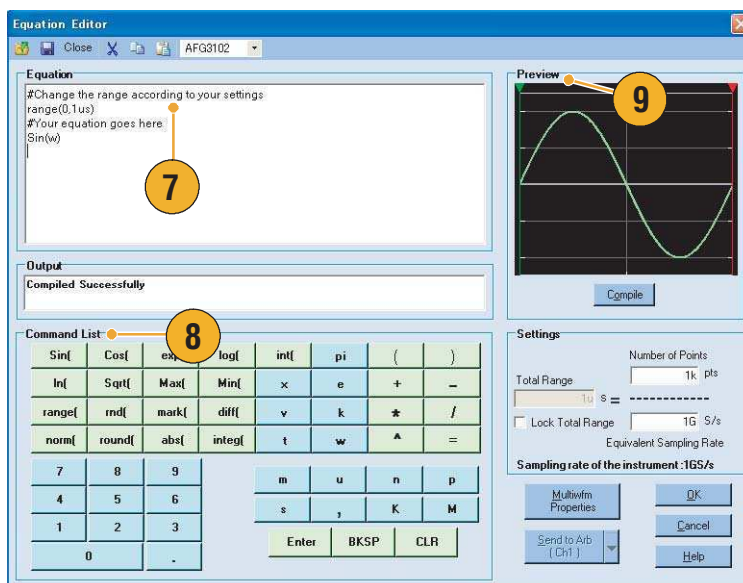 Equation Editor
Close AFG3102
Equation
#Change the range according to your settings
range(0,1us)
#Your equation goes here
Sin(w)
7
Preview
9
Compile
Output
Compiled Successfully
Command List
8
Sin( Cos( log( int( pi ( )
ln( Sqrt( Max( Min( x e + -
range( rnd( mark( diff( v k * /
norm( round( abs( integ( t w ^ =
7 8 9
4 5 6
1 2 3
0 .
m u n p
s , K M
Enter BKSP CLR
Settings
Number of Points
Total Range 1k pts
1u s = ------------
Lock Total Range 1G S/s
Equivalent Sampling Rate
Sampling rate of the instrument :1GS/s
Multiwfm Properties
OK
Cancel
Send to Arb (Ch1)
Help